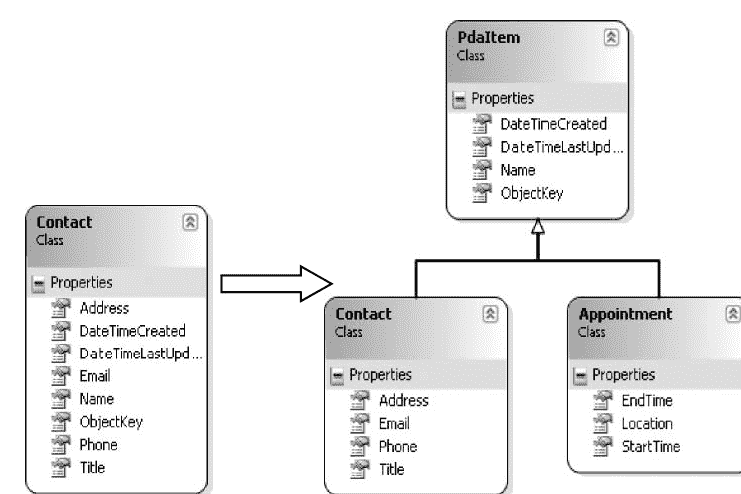 PdaItem
Class
Properties
DateTimeCreated
DateTimeLastUpd...
Name
ObjectKey
Contact
Class
Properties
Address
DateTimeCreated
DateTimeLastUpd...
Email
Name
ObjectKey
Phone
Title
Contact
Class
Properties
Address
Email
Phone
Title
Appointment
Class
Properties
EndTime
Location
StartTime